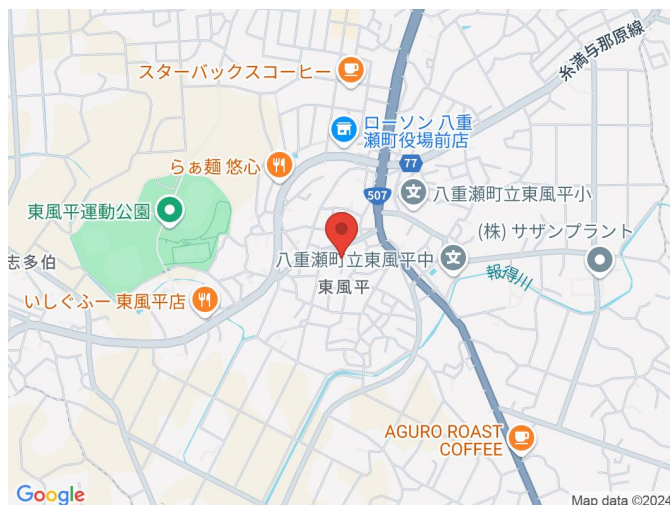 スターバックスコーヒー
糸満与那原線
ローソン 八重
瀬町役場前店
77
らぁ麺 悠心
507
八重瀬町立東風平小
東風平運動公園
(株) サザンプラント
志多伯
八重瀬町立東風平中
報得川
東風平
いしぐふー 東風平店
AGURO ROAST
COFFEE
Google
Map data ©2024